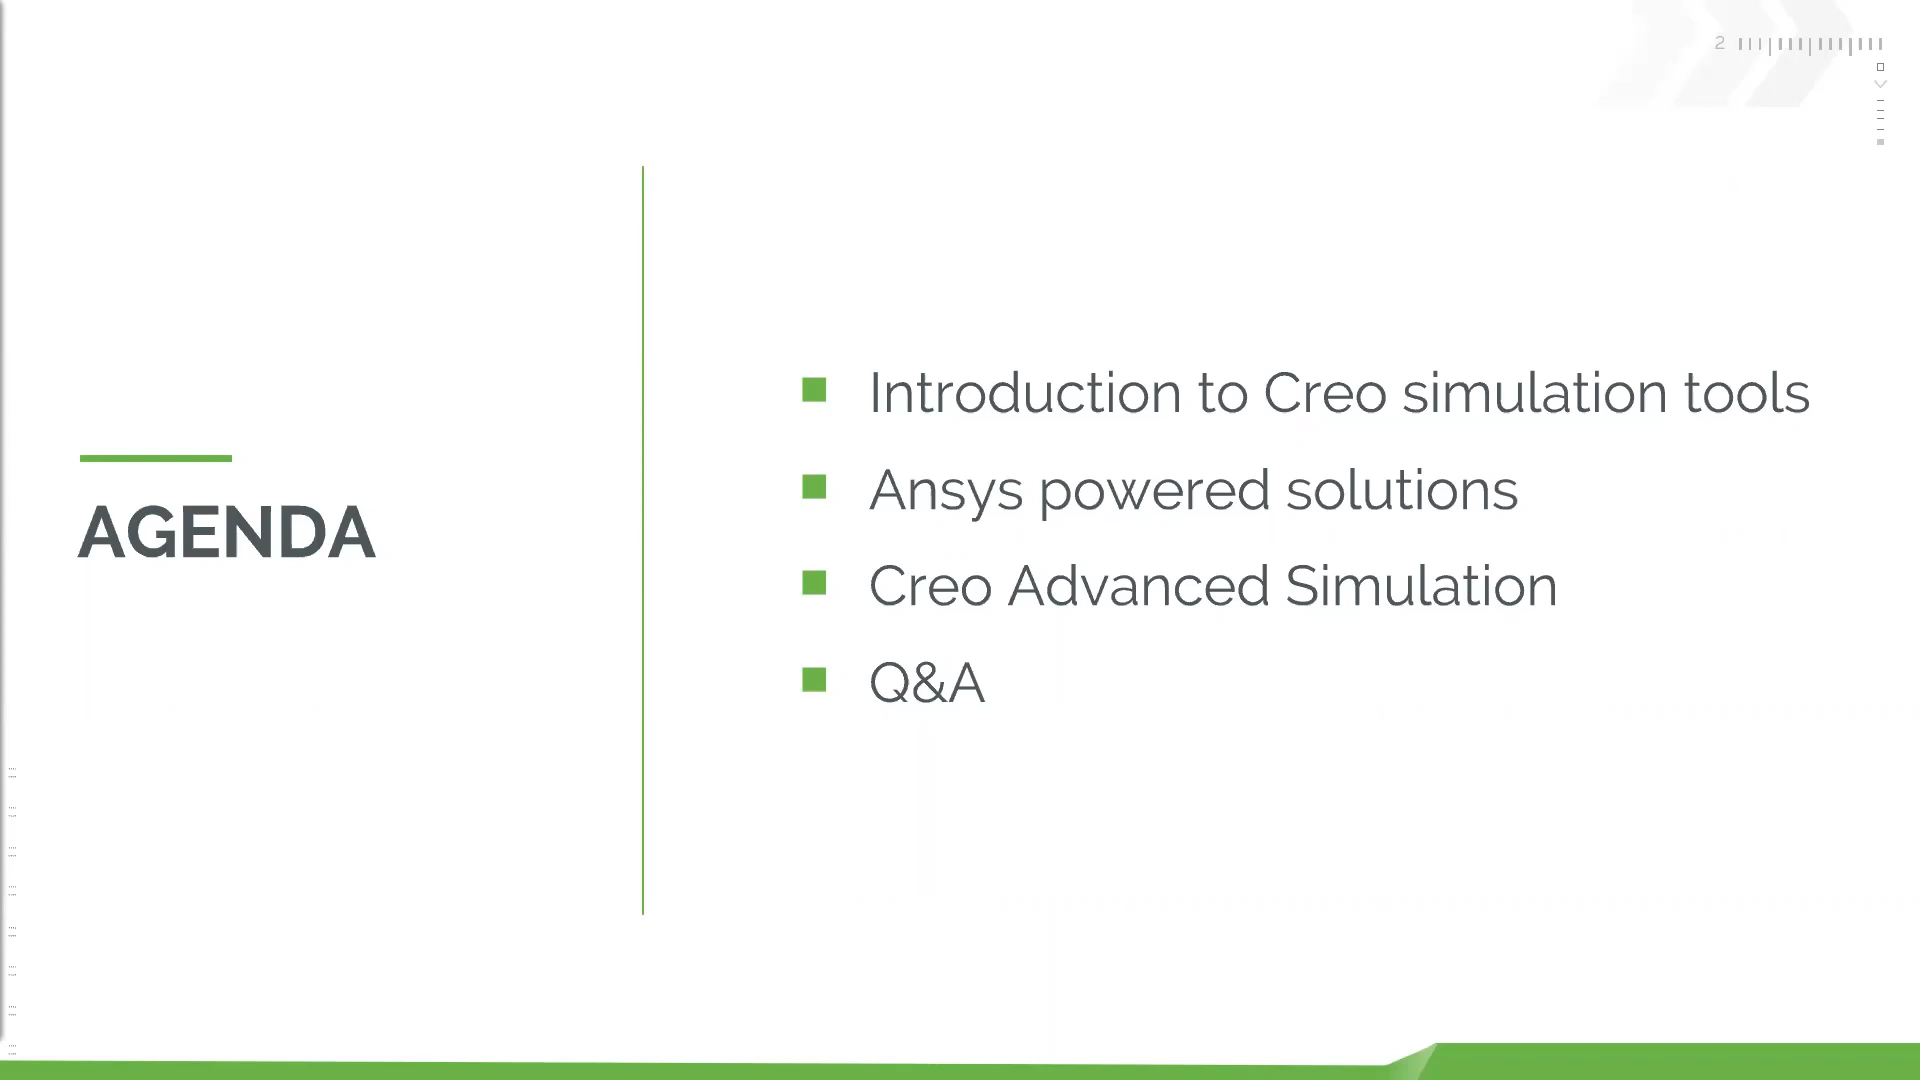 2
AGENDA
Introduction to Creo simulation tools
Ansys powered solutions
Creo Advanced Simulation
Q&A